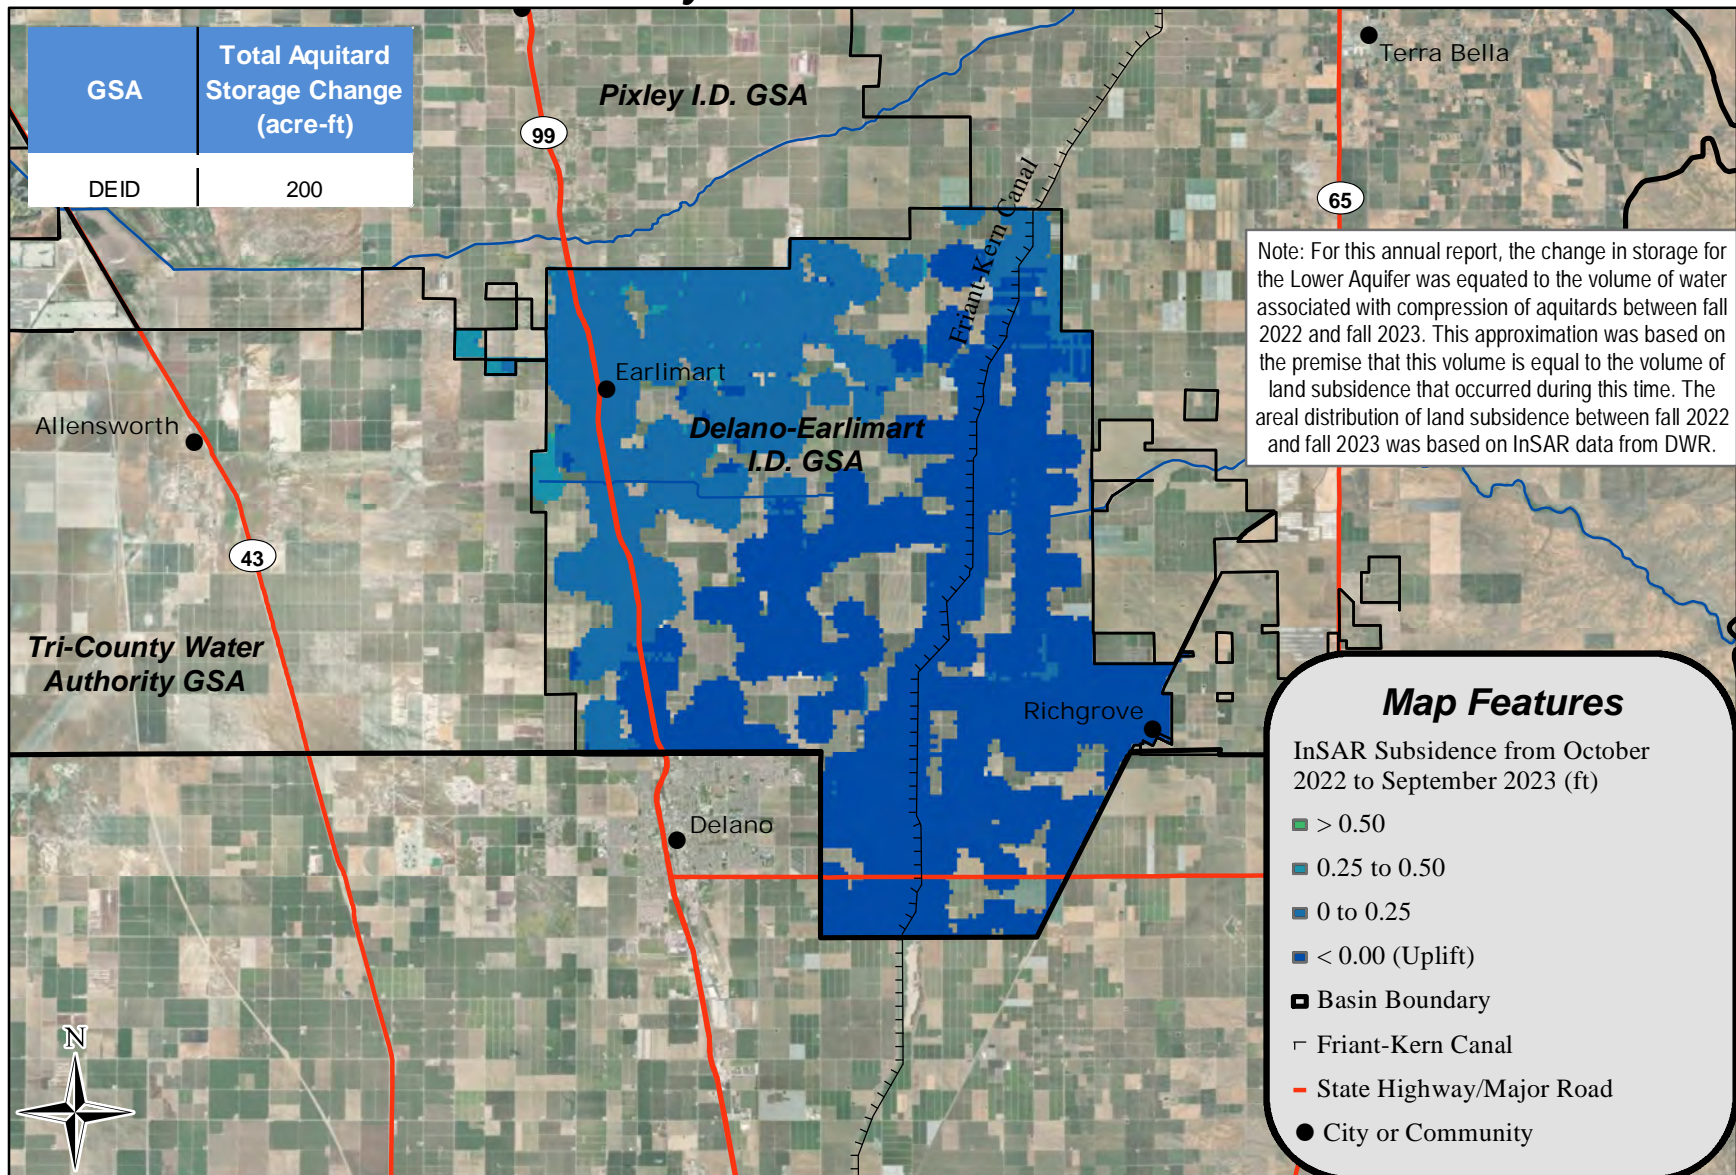 GSA
Total Aquitard
Storage Change
(acre-ft)
DEID
200
Pixley I.D. GSA
Terra Bella
99
65
Friant-Kern Canal
Note: For this annual report, the change in storage for
the Lower Aquifer was equated to the volume of water
associated with compression of aquitards between fall
2022 and fall 2023. This approximation was based on
the premise that this volume is equal to the volume of
land subsidence that occurred during this time. The
areal distribution of land subsidence between fall 2022
and fall 2023 was based on InSAR data from DWR.
Earlimart
Allensworth
Delano-Earlimart
I.D. GSA
43
Tri-County Water
Authority GSA
Richgrove
Delano
N
Map Features
InSAR Subsidence from October
2022 to September 2023 (ft)
> 0.50
0.25 to 0.50
0 to 0.25
< 0.00 (Uplift)
Basin Boundary
Friant-Kern Canal
State Highway/Major Road
City or Community